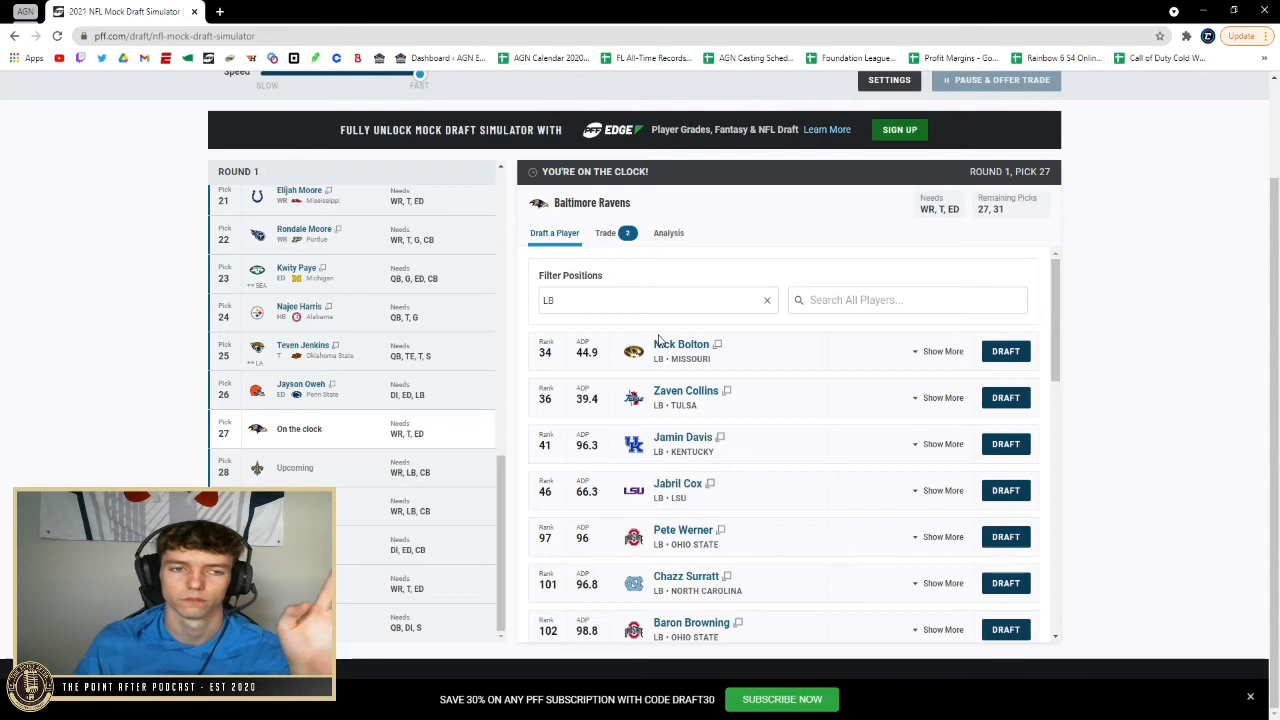 AGN
2021 NFL Mock Draft Simulator
pff.com/draft/nfl-mock-draft-simulator
Update
Apps
Dashboard ‹ AGN E...
AGN Calendar 2020...
FL All-Time Records...
AGN Casting Sched...
Foundation League...
Profit Margins - Go...
Rainbow 6 S4 Onlin...
Call of Duty Cold W...
Speed
SLOW
FAST
SETTINGS
PAUSE & OFFER TRADE
FULLY UNLOCK MOCK DRAFT SIMULATOR WITH
PFF EDGE
Player Grades, Fantasy & NFL Draft
Learn More
SIGN UP
ROUND 1
Pick
21
Elijah Moore
WR
Mississippi
Needs
WR, T, ED
Pick
22
Rondale Moore
WR
Purdue
Needs
WR, T, G, CB
Pick
23
↔ SEA
Kwity Paye
ED
Michigan
Needs
QB, G, ED, CB
Pick
24
Najee Harris
HB
Alabama
Needs
QB, T, G
Pick
25
↔ LA
Teven Jenkins
T
Oklahoma State
Needs
QB, TE, T, S
Pick
26
Jayson Oweh
ED
Penn State
Needs
DI, ED, LB
Pick
27
On the clock
Needs
WR, T, ED
Pick
28
Upcoming
Needs
WR, LB, CB
Needs
WR, LB, CB
Needs
DI, ED, CB
Needs
WR, T, ED
Needs
QB, DI, S
YOU'RE ON THE CLOCK!
ROUND 1, PICK 27
Baltimore Ravens
Needs
WR, T, ED
Remaining Picks
27, 31
Draft a Player
Trade
2
Analysis
Filter Positions
LB
Search All Players...
Rank
34
ADP
44.9
Nick Bolton
LB • MISSOURI
Show More
DRAFT
Rank
36
ADP
39.4
Zaven Collins
LB • TULSA
Show More
DRAFT
Rank
41
ADP
96.3
Jamin Davis
LB • KENTUCKY
Show More
DRAFT
Rank
46
ADP
66.3
LSU
Jabril Cox
LB • LSU
Show More
DRAFT
Rank
97
ADP
96
Pete Werner
LB • OHIO STATE
Show More
DRAFT
Rank
101
ADP
96.8
Chazz Surratt
LB • NORTH CAROLINA
Show More
DRAFT
Rank
102
ADP
98.8
Baron Browning
LB • OHIO STATE
Show More
DRAFT
THE POINT AFTER PODCAST - EST 2020
SAVE 30% ON ANY PFF SUBSCRIPTION WITH CODE DRAFT30
SUBSCRIBE NOW